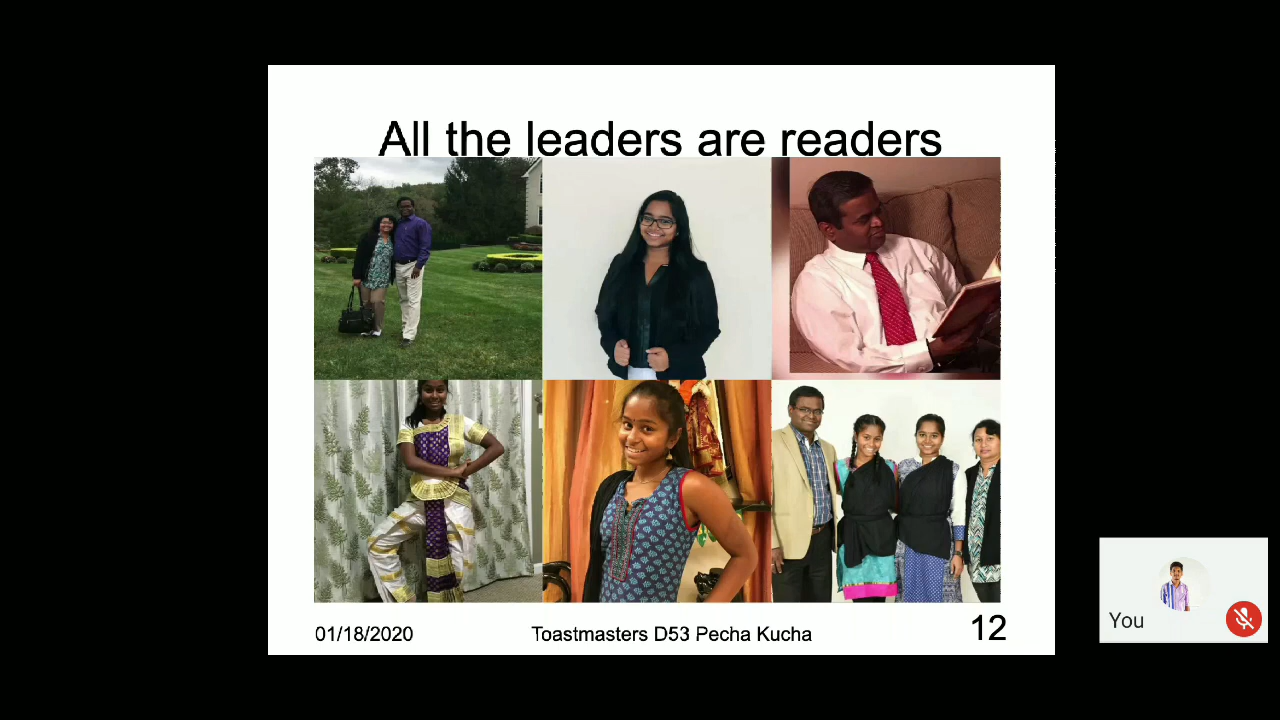 All the leaders are readers
01/18/2020
Toastmasters D53 Pecha Kucha
12
You